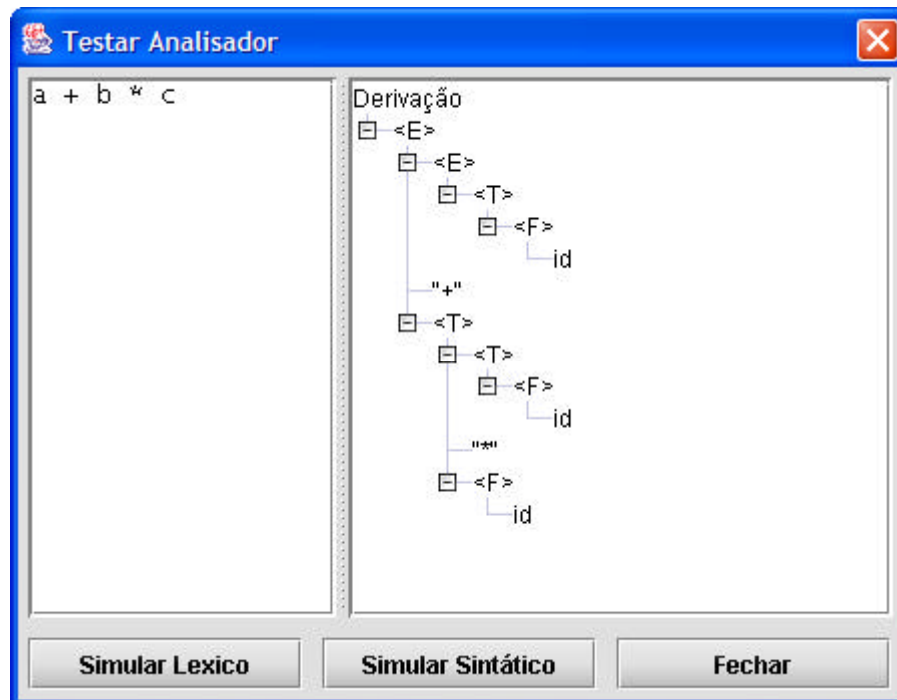 Testar Analisador
a + b * c
Derivação
<E>
<E>
<T>
<F>
id
"+"
<T>
<T>
<F>
id
"*"
<F>
id
Simular Lexico
Simular Sintático
Fechar